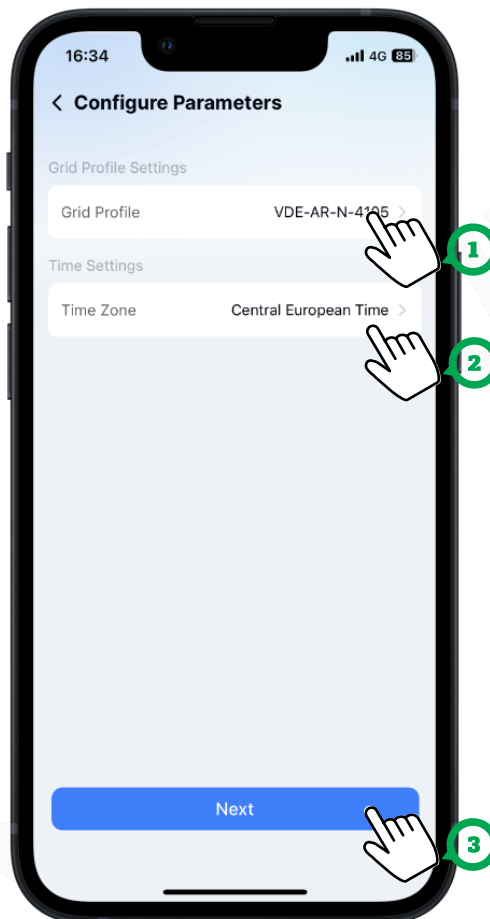 16:34
4G 85
Configure Parameters
Grid Profile Settings
Grid Profile VDE-AR-N-4105
1
Time Settings
Time Zone Central European Time
2
Next
3